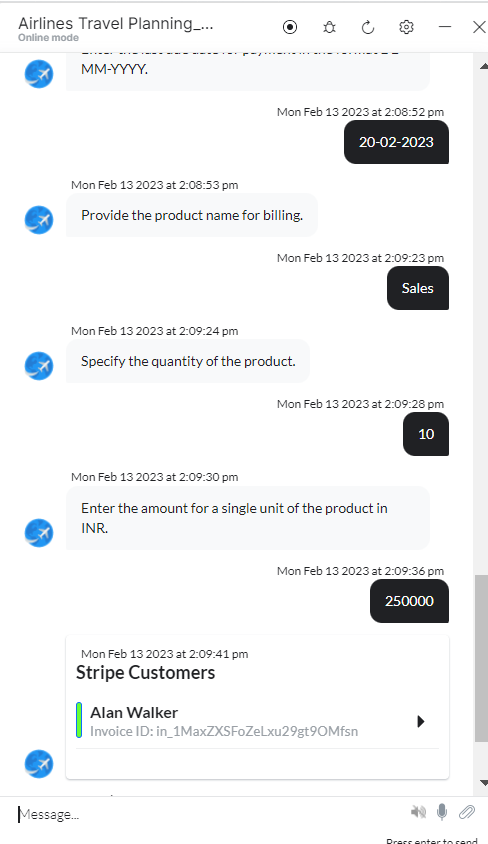 Airlines Travel Planning_...
Online mode
MM-YYYY.
Mon Feb 13 2023 at 2:08:52 pm
20-02-2023
Mon Feb 13 2023 at 2:08:53 pm
Provide the product name for billing.
Mon Feb 13 2023 at 2:09:23 pm
Sales
Mon Feb 13 2023 at 2:09:24 pm
Specify the quantity of the product.
Mon Feb 13 2023 at 2:09:28 pm
10
Mon Feb 13 2023 at 2:09:30 pm
Enter the amount for a single unit of the product in
INR.
Mon Feb 13 2023 at 2:09:36 pm
250000
Mon Feb 13 2023 at 2:09:41 pm
Stripe Customers
Alan Walker
Invoice ID: in_1MaxZXSFoZeLxu29gt9OMfsn
Message...
Press enter to send